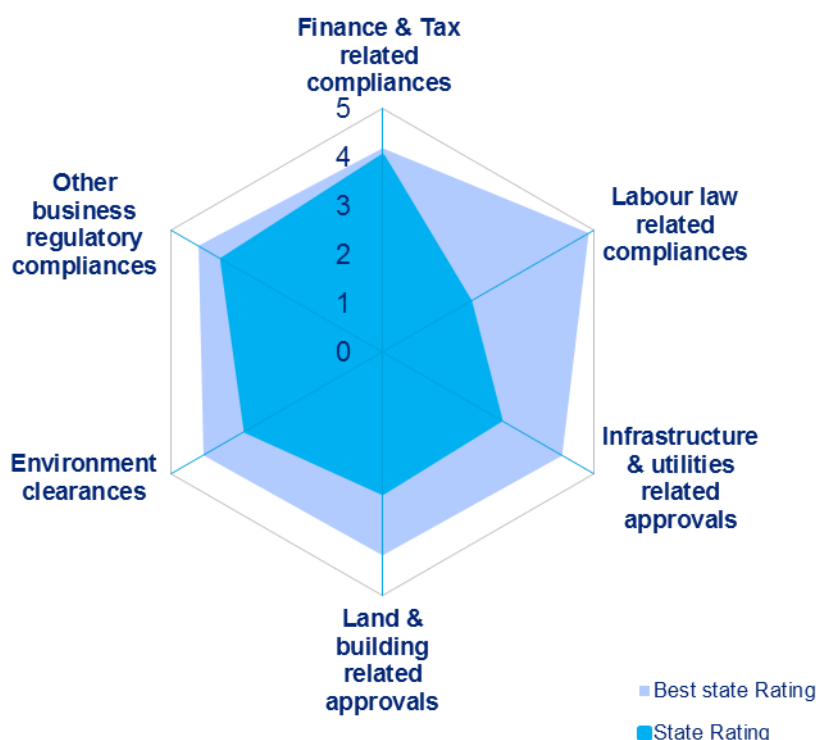 Finance & Tax
related
compliances
5
4
3
2
1
0
Labour law
related
compliances
Infrastructure
& utilities
related
approvals
Land &
building
related
approvals
Environment
clearances
Other
business
regulatory
compliances
Best state Rating
State Rating